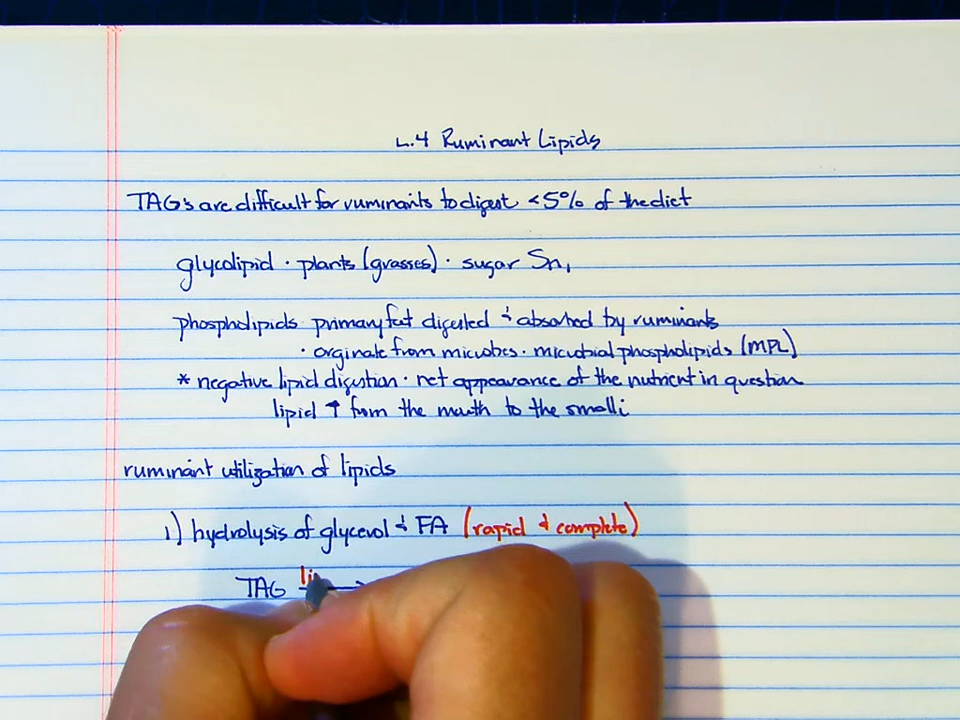 L.4 Ruminant Lipids
TAG's are difficult for ruminants to digest <5% of the diet
glycolipid · plants (grasses) · sugar Sn1
phospholipids primary fat digested & absorbed by ruminants
· orginate from microbes · microbial phospholipids (MPL)
* negative lipid digestion · net appearance of the nutrient in question
lipid ↑ from the mouth to the small i
ruminant utilization of lipids
1) hydrolysis of glycerol & FA (rapid & complete)
TAG li →